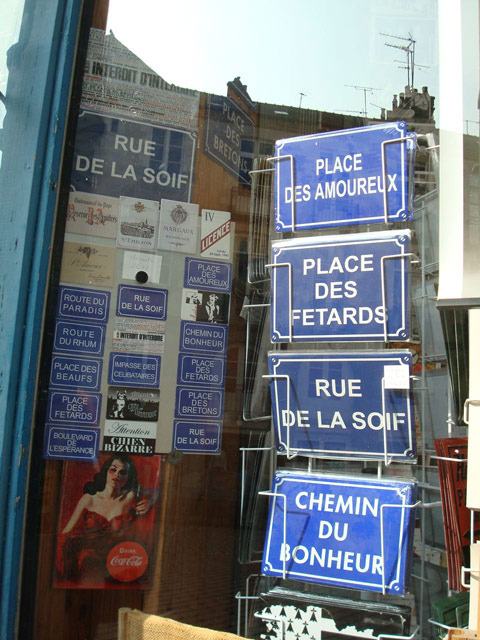 INTERDIT D'INTERDIRE
PLACE
DES
BRETONS
RUE
DE LA SOIF
MARGAUX
IV
LICENCE
PLACE
DES AMOUREUX
ROUTE DU
PARADIS
RUE
DE LA SOIF
ROUTE
DU RHUM
CHEMIN DU
BONHEUR
PLACE DES
BEAUFS
IMPASSE DES
CELIBATAIRES
PLACE
DES FETARDS
PLACE
DES FETARDS
PLACE
DES BRETONS
BOULEVARD
DE L'ESPERANCE
Attention
CHIEN
BIZARRE
RUE
DE LA SOIF
Drink
Coca-Cola
PLACE
DES AMOUREUX
PLACE
DES
FETARDS
RUE
DE LA SOIF
CHEMIN
DU
BONHEUR